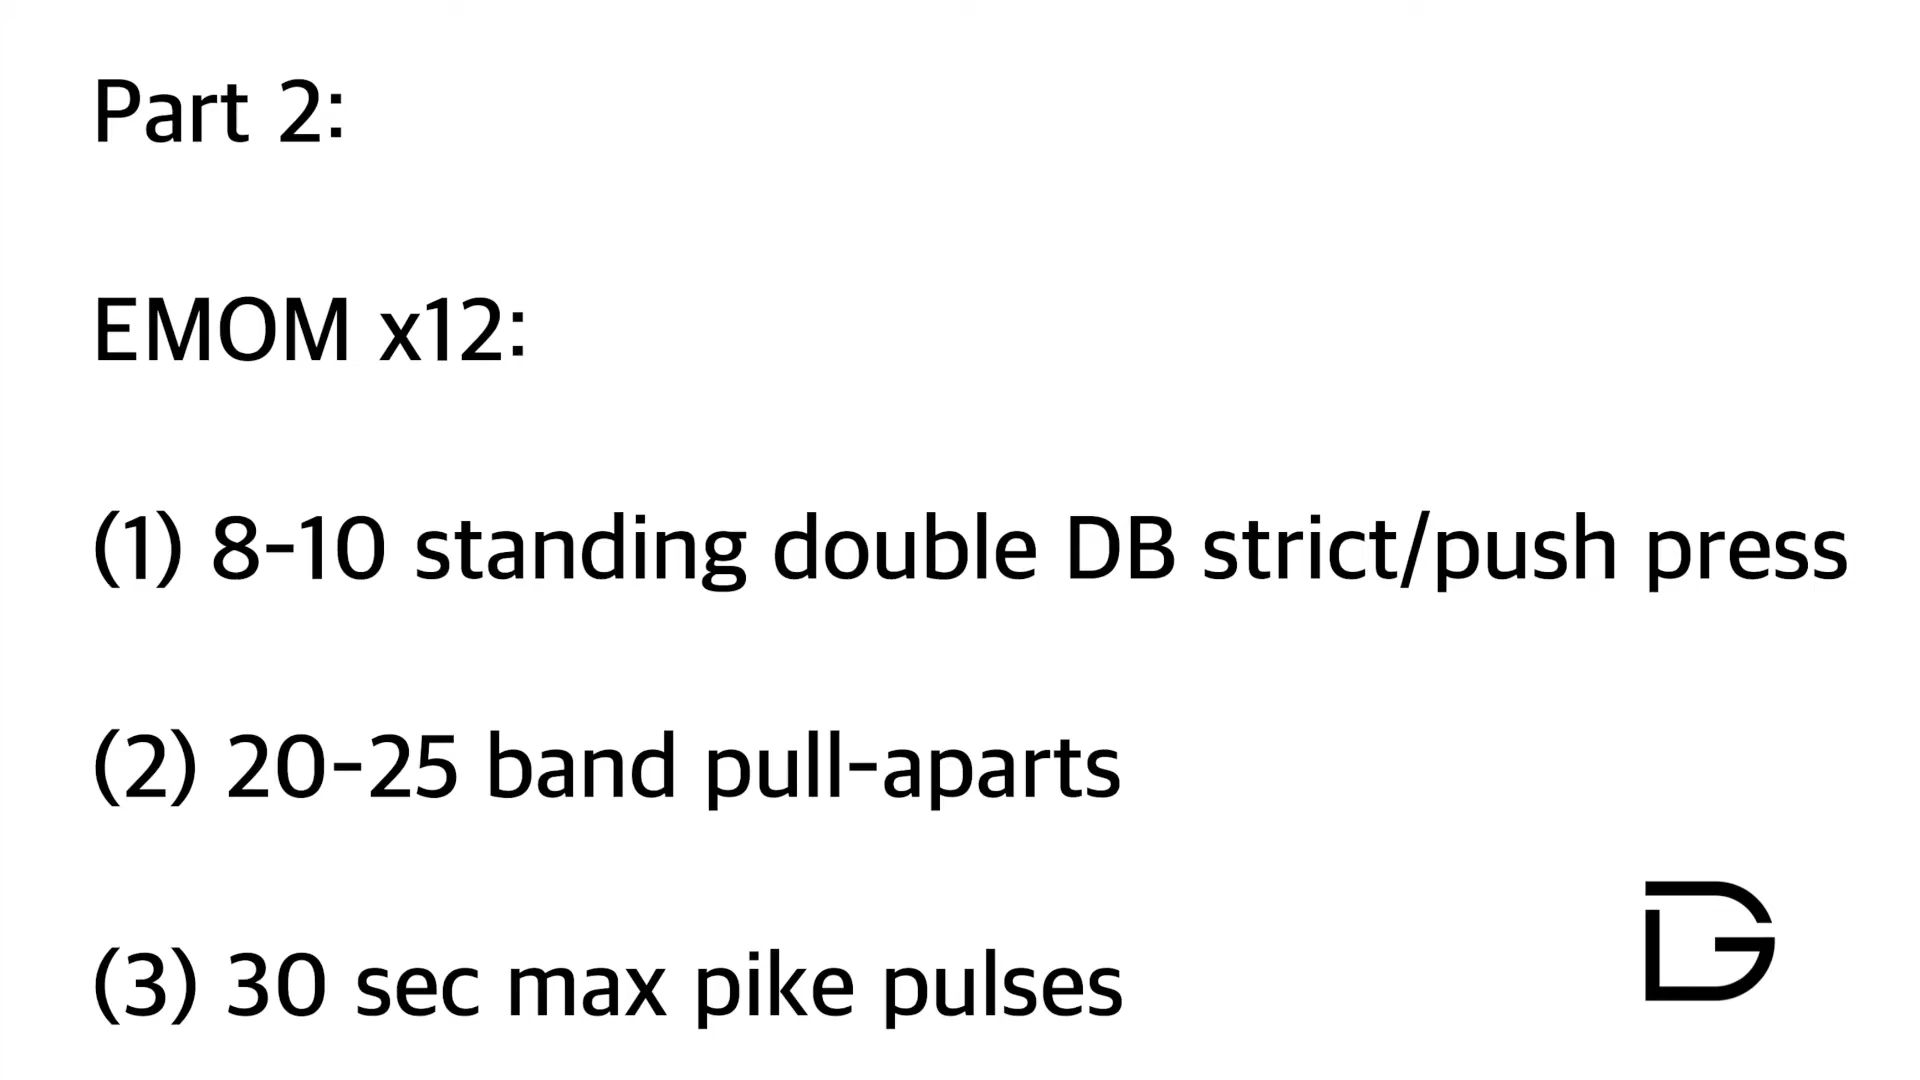 Part 2:
EMOM x12:
(1) 8-10 standing double DB strict/push press
(2) 20-25 band pull-aparts
(3) 30 sec max pike pulses